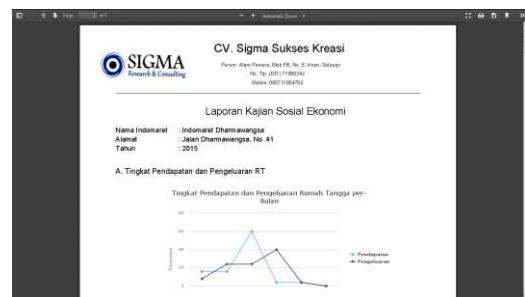 CV. Sigma Sukses Kreasi
SIGMA
Research & Consulting
Laporan Kajian Sosial Ekonomi
Nama Indomaret : Indomaret Dharmawangsa
Alamat : Jalan Dharmawangsa, No. 41
Tahun : 2015
A. Tingkat Pendapatan dan Pengeluaran RT
Tingkat Pendapatan dan Pengeluaran Rumah Tangga per-
Bulan
Pendapatan
Pengeluaran